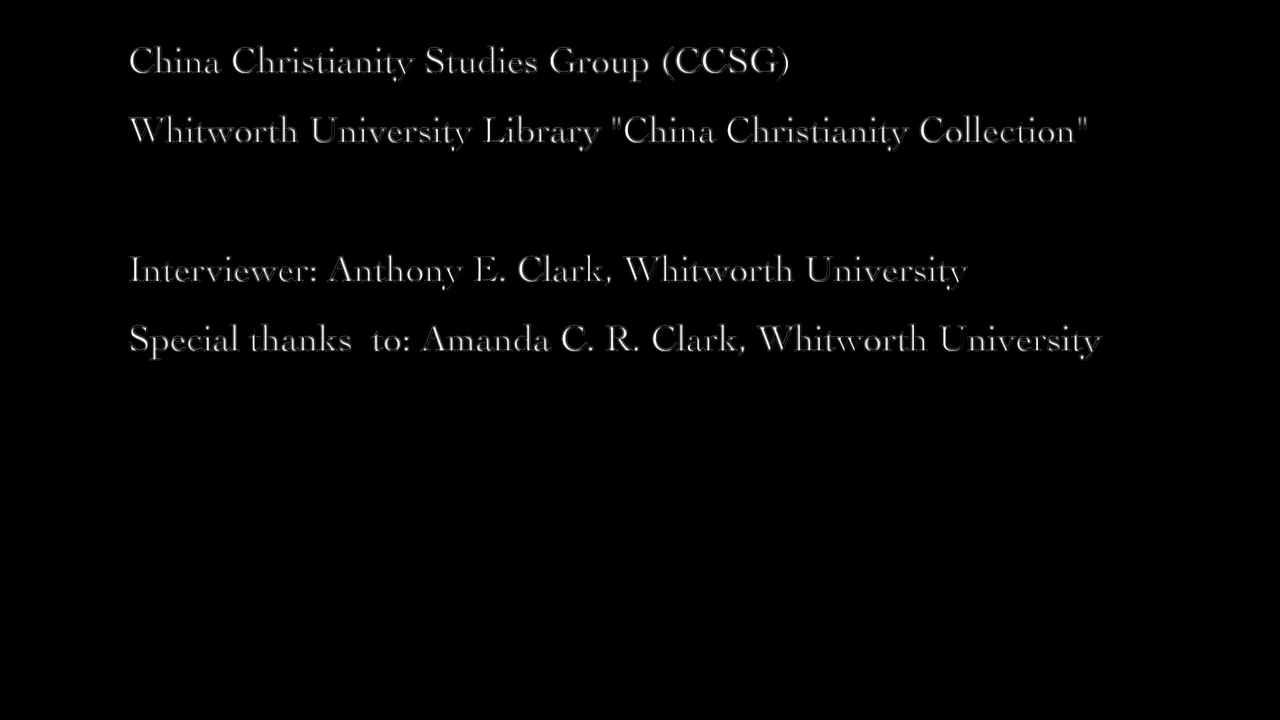 China Christianity Studies Group (CCSG)
Whitworth University Library "China Christianity Collection"
Interviewer: Anthony E. Clark, Whitworth University
Special thanks  to: Amanda C. R. Clark, Whitworth University